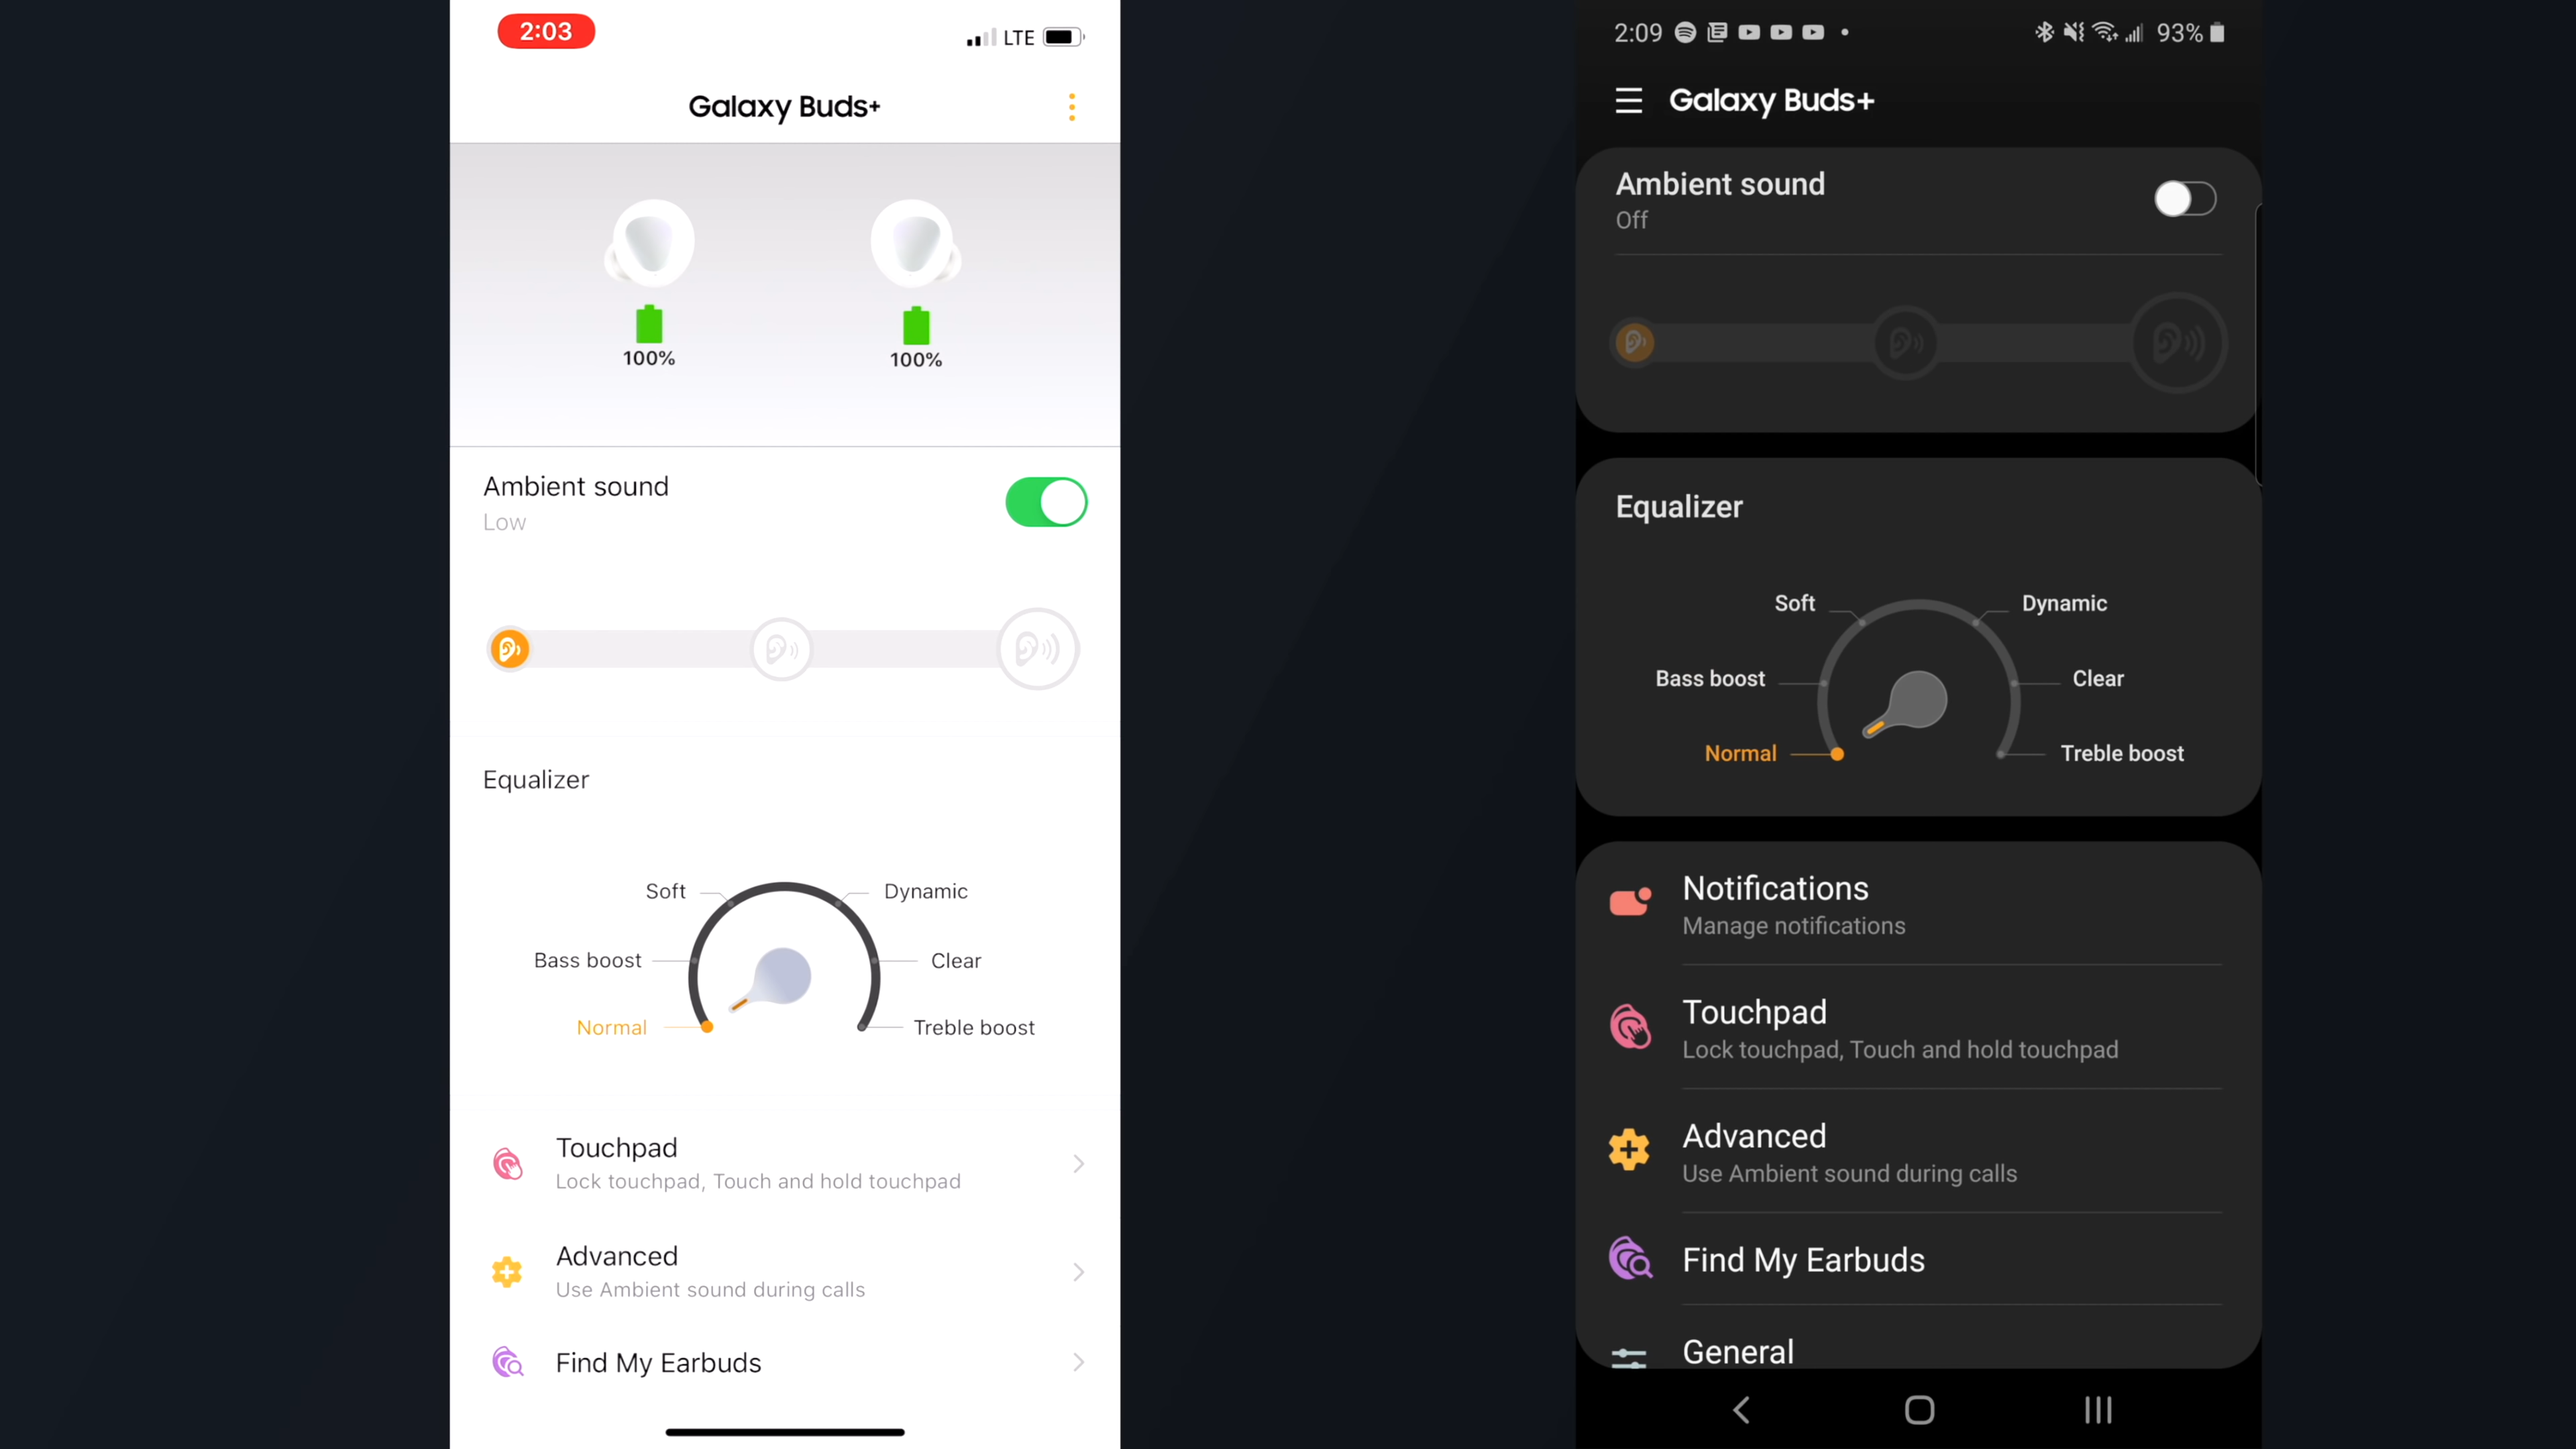 2:03
LTE
Galaxy Buds+
100%
100%
Ambient sound
Low
Equalizer
Soft
Dynamic
Bass boost
Clear
Normal
Treble boost
Touchpad
Lock touchpad, Touch and hold touchpad
Advanced
Use Ambient sound during calls
Find My Earbuds
2:09
93%
Galaxy Buds+
Ambient sound
Off
Equalizer
Soft
Dynamic
Bass boost
Clear
Normal
Treble boost
Notifications
Manage notifications
Touchpad
Lock touchpad, Touch and hold touchpad
Advanced
Use Ambient sound during calls
Find My Earbuds
General